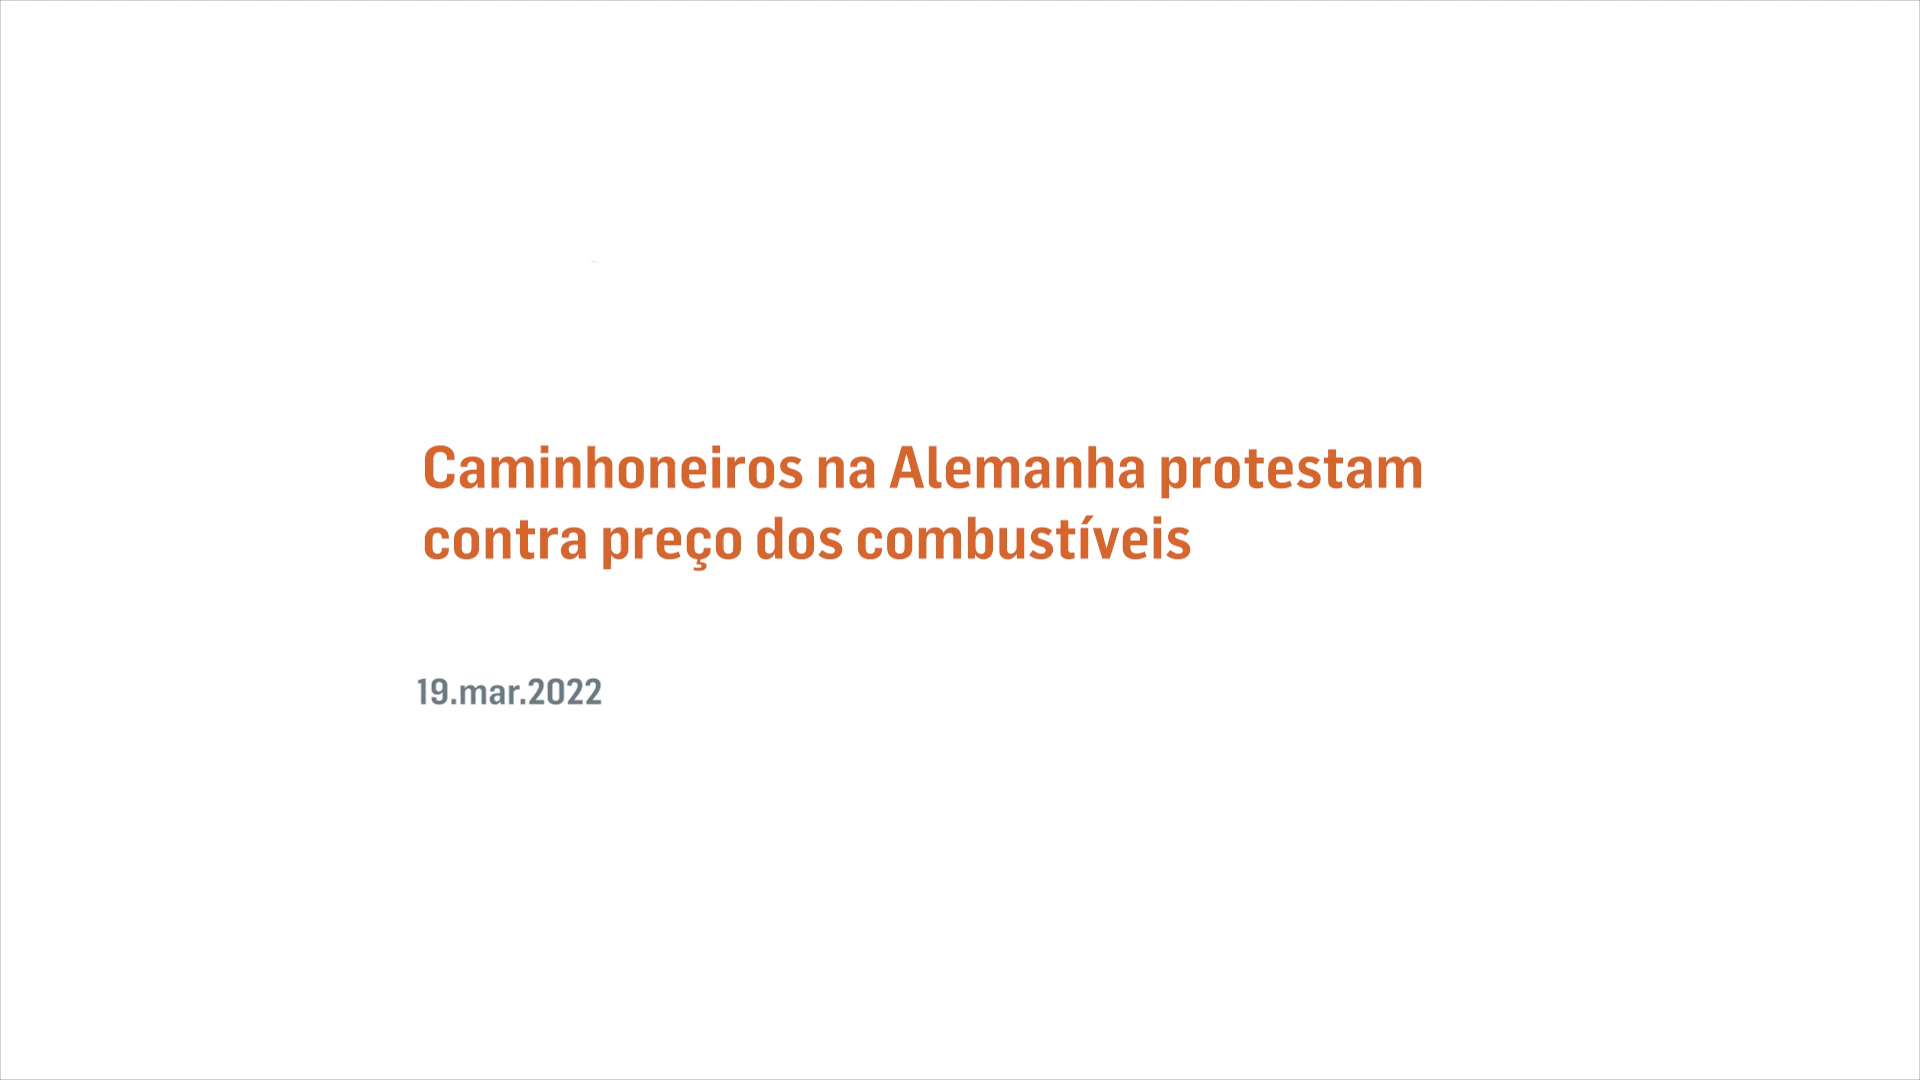 Caminhoneiros na Alemanha protestam
contra preço dos combustíveis
19.mar.2022